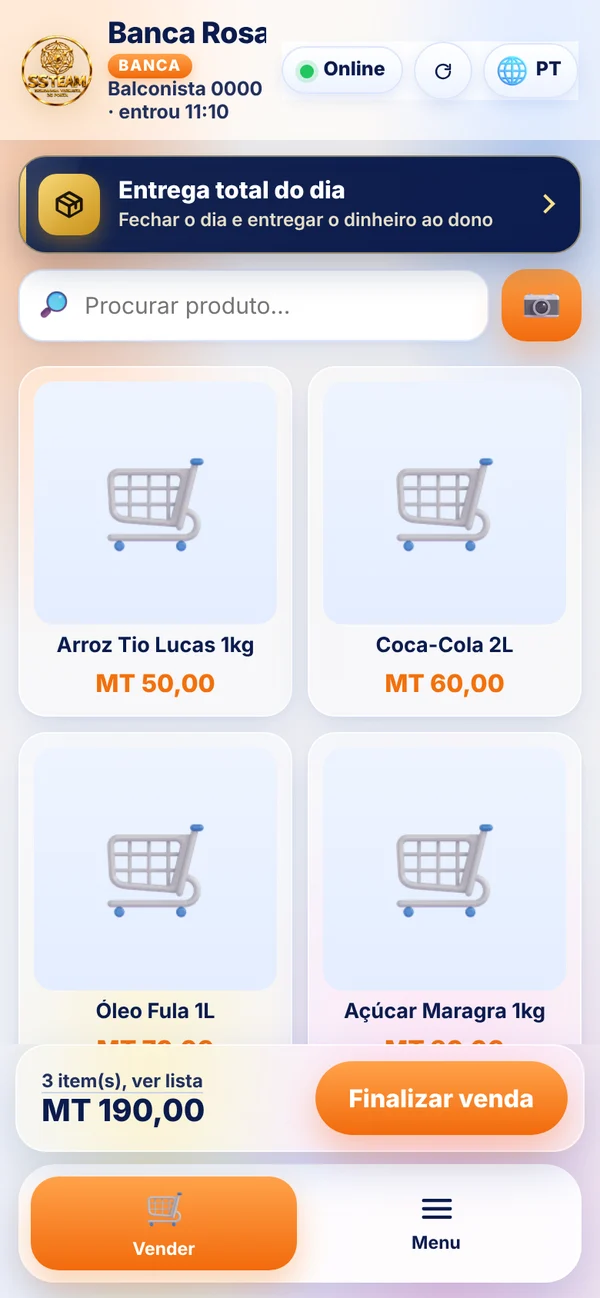 Banca Rosa
BANCA
Balconista 0000
· entrou 11:10
SSTEAM
Online
PT
Entrega total do dia
Fechar o dia e entregar o dinheiro ao dono
Procurar produto...
Arroz Tio Lucas 1kg
MT 50,00
Coca-Cola 2L
MT 60,00
Óleo Fula 1L
Açúcar Maragra 1kg
3 item(s), ver lista
MT 190,00
Finalizar venda
Vender
Menu